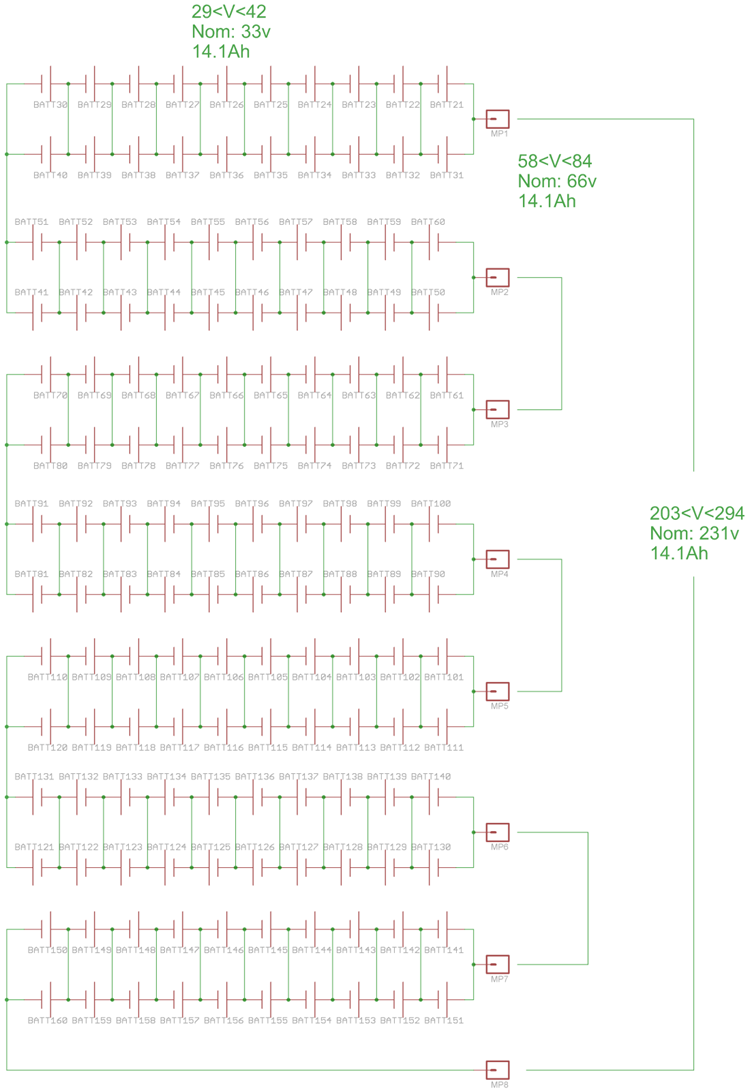 29<V<42
Nom: 33v
14.1Ah
BATT30 BATT29 BATT28 BATT27 BATT26 BATT25 BATT24 BATT23 BATT22 BATT21
MP1
58<V<84
Nom: 66v
14.1Ah
BATT40 BATT39 BATT38 BATT37 BATT36 BATT35 BATT34 BATT33 BATT32 BATT31
BATT51 BATT52 BATT53 BATT54 BATT55 BATT56 BATT57 BATT58 BATT59 BATT60
MP2
BATT41 BATT42 BATT43 BATT44 BATT45 BATT46 BATT47 BATT48 BATT49 BATT50
BATT70 BATT69 BATT68 BATT67 BATT66 BATT65 BATT64 BATT63 BATT62 BATT61
MP3
BATT80 BATT79 BATT78 BATT77 BATT76 BATT75 BATT74 BATT73 BATT72 BATT71
BATT91 BATT92 BATT93 BATT94 BATT95 BATT96 BATT97 BATT98 BATT99 BATT100
203<V<294
Nom: 231v
14.1Ah
MP4
BATT81 BATT82 BATT83 BATT84 BATT85 BATT86 BATT87 BATT88 BATT89 BATT90
BATT110 BATT109 BATT108 BATT107 BATT106 BATT105 BATT104 BATT103 BATT102 BATT101
MP5
BATT120 BATT119 BATT118 BATT117 BATT116 BATT115 BATT114 BATT113 BATT112 BATT111
BATT131 BATT132 BATT133 BATT134 BATT135 BATT136 BATT137 BATT138 BATT139 BATT140
MP6
BATT121 BATT122 BATT123 BATT124 BATT125 BATT126 BATT127 BATT128 BATT129 BATT130
BATT150 BATT149 BATT148 BATT147 BATT146 BATT145 BATT144 BATT143 BATT142 BATT141
MP7
BATT160 BATT159 BATT158 BATT157 BATT156 BATT155 BATT154 BATT153 BATT152 BATT151
MP8